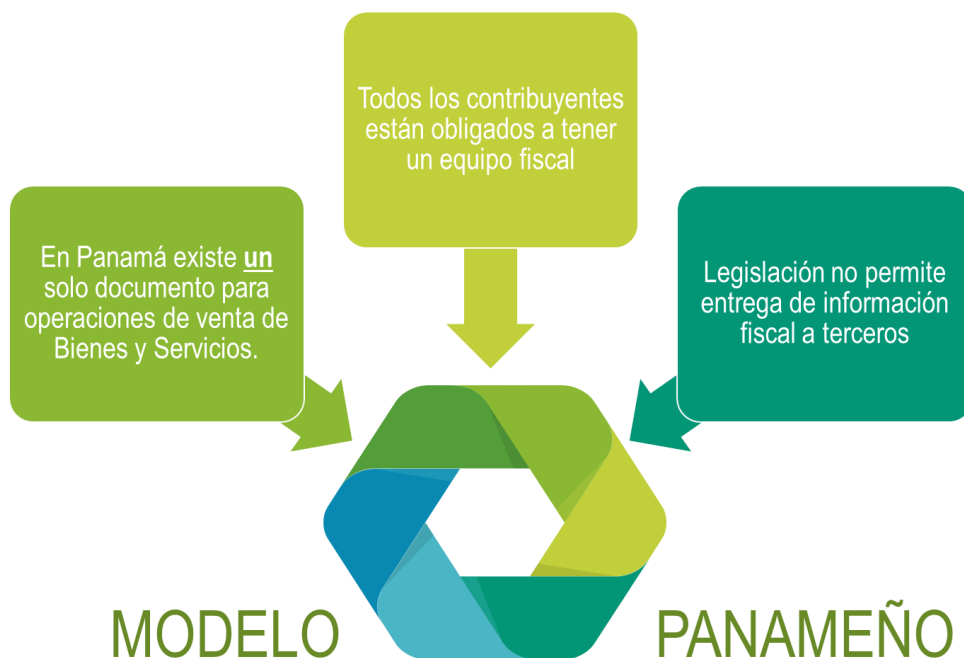 Todos los contribuyentes
están obligados a tener
un equipo fiscal
En Panamá existe un
solo documento para
operaciones de venta de
Bienes y Servicios.
Legislación no permite
entrega de información
fiscal a terceros
MODELO PANAMEÑO